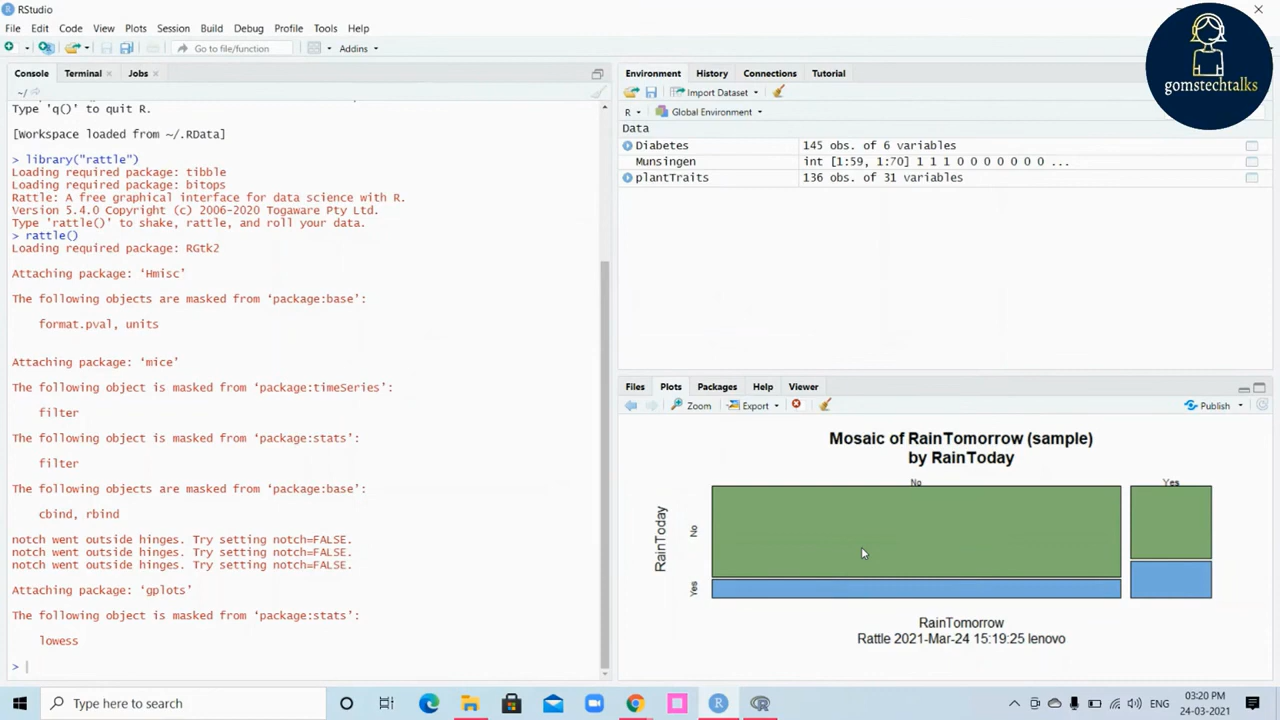 RStudio
File Edit Code View Plots Session Build Debug Profile Tools Help
Go to file/function Addins
Console Terminal Jobs
~/
Type 'q()' to quit R.
[Workspace loaded from ~/.RData]
> library("rattle")
Loading required package: tibble
Loading required package: bitops
Rattle: A free graphical interface for data science with R.
Version 5.4.0 Copyright (c) 2006-2020 Togaware Pty Ltd.
Type 'rattle()' to shake, rattle, and roll your data.
> rattle()
Loading required package: RGtk2
Attaching package: ‘Hmisc’
The following objects are masked from ‘package:base’:
format.pval, units
Attaching package: ‘mice’
The following object is masked from ‘package:timeSeries’:
filter
The following object is masked from ‘package:stats’:
filter
The following objects are masked from ‘package:base’:
cbind, rbind
notch went outside hinges. Try setting notch=FALSE.
notch went outside hinges. Try setting notch=FALSE.
notch went outside hinges. Try setting notch=FALSE.
Attaching package: ‘gplots’
The following object is masked from ‘package:stats’:
lowess
>
Environment History Connections Tutorial
Import Dataset
R Global Environment
Data
Diabetes 145 obs. of 6 variables
Munsingen int [1:59, 1:70] 1 1 1 0 0 0 0 0 0 0 ...
plantTraits 136 obs. of 31 variables
Files Plots Packages Help Viewer
Zoom Export Publish
Mosaic of RainTomorrow (sample)
by RainToday
No Yes
RainToday
No
Yes
RainTomorrow
Rattle 2021-Mar-24 15:19:25 lenovo
gomstechtalks
Type here to search
R
ENG
03:20 PM
24-03-2021